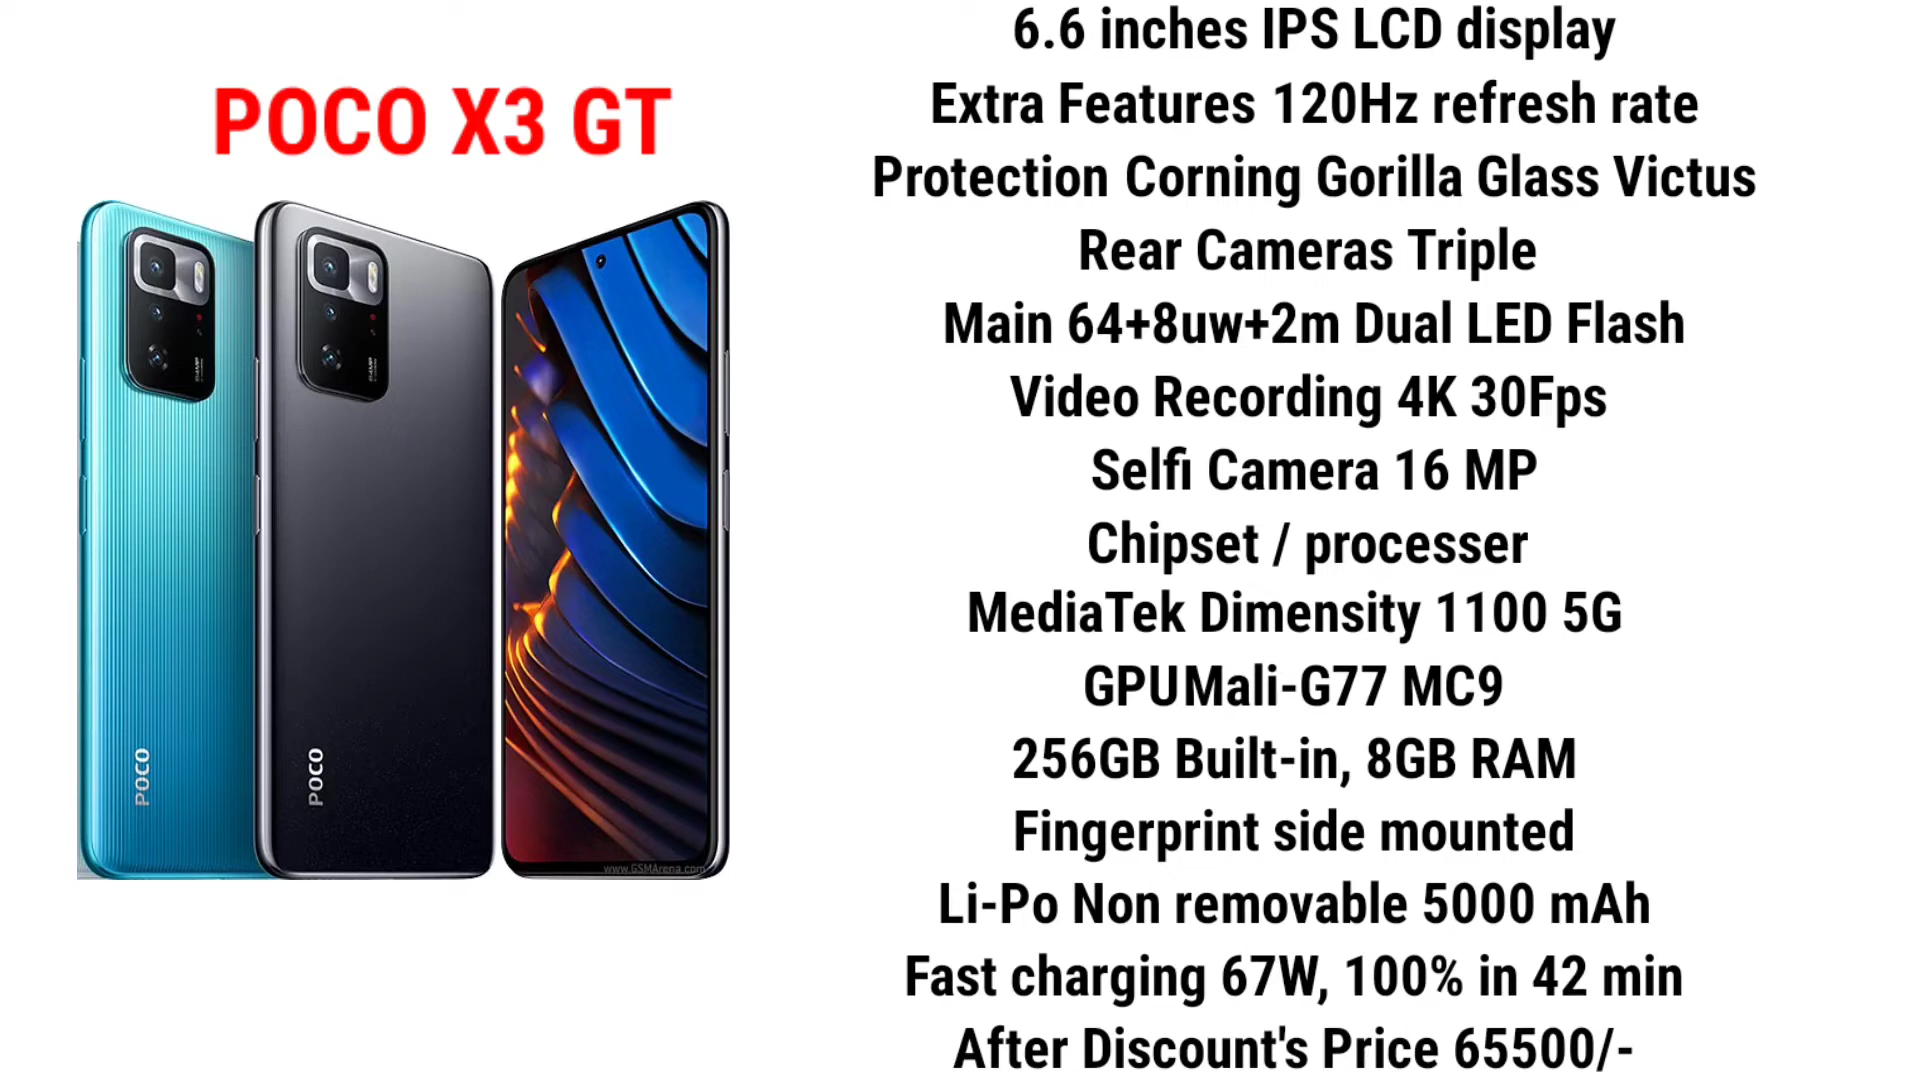 POCO X3 GT
POCO
POCO
www.GSMArena.com
6.6 inches IPS LCD display
Extra Features 120Hz refresh rate
Protection Corning Gorilla Glass Victus
Rear Cameras Triple
Main 64+8uw+2m Dual LED Flash
Video Recording 4K 30Fps
Selfi Camera 16 MP
Chipset / processer
MediaTek Dimensity 1100 5G
GPUMali-G77 MC9
256GB Built-in, 8GB RAM
Fingerprint side mounted
Li-Po Non removable 5000 mAh
Fast charging 67W, 100% in 42 min
After Discount's Price 65500/-